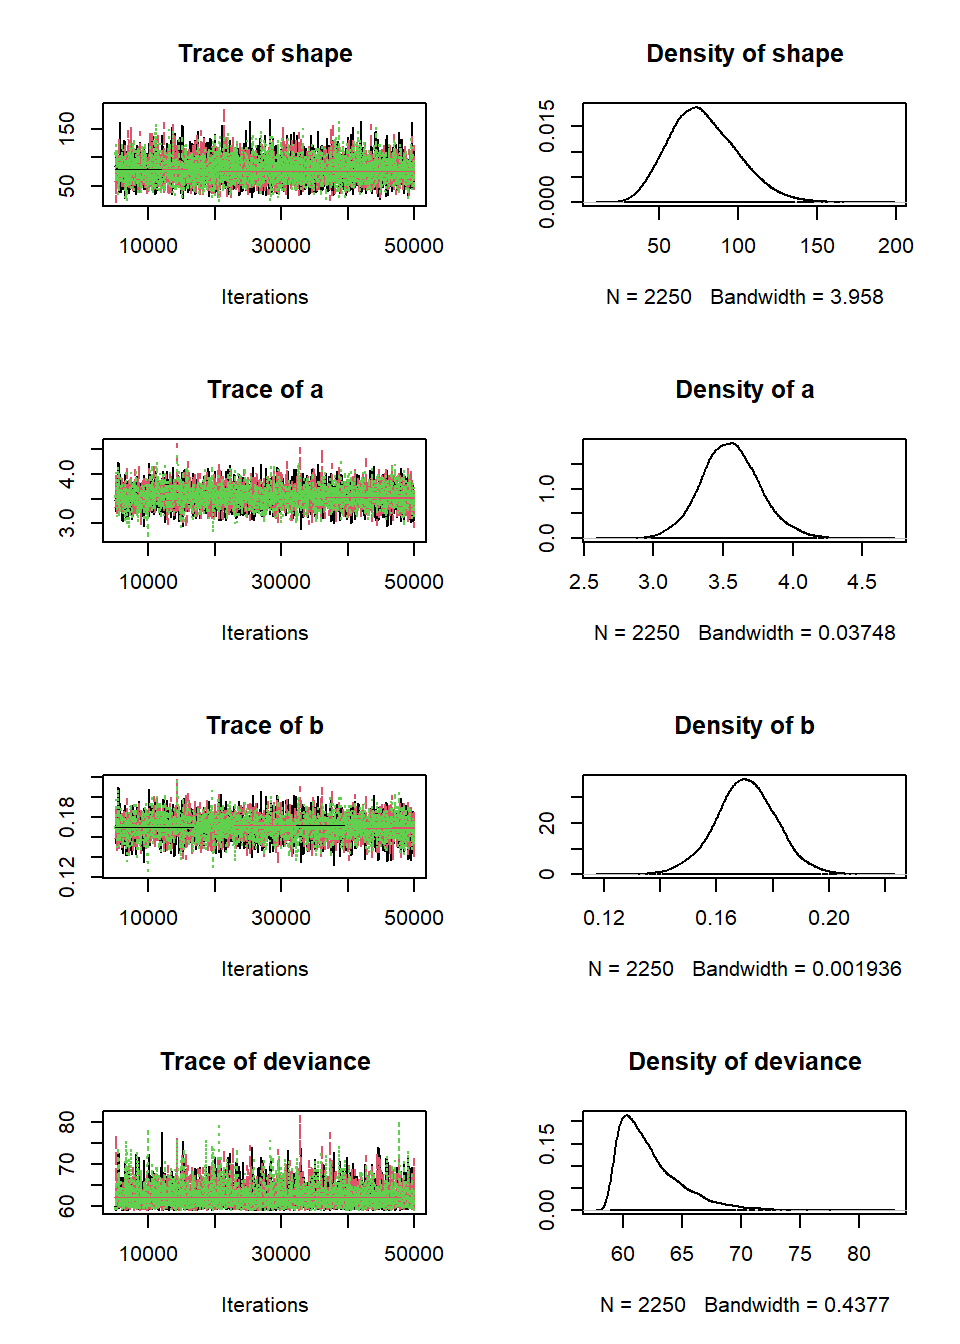 Trace of shape
150
50
10000 30000 50000
Iterations
Density of shape
0.015
0.000
50 100 150 200
N = 2250 Bandwidth = 3.958
Trace of a
4.0
3.0
10000 30000 50000
Iterations
Density of a
1.0
0.0
2.5 3.0 3.5 4.0 4.5
N = 2250 Bandwidth = 0.03748
Trace of b
0.18
0.12
10000 30000 50000
Iterations
Density of b
20
0
0.12 0.16 0.20
N = 2250 Bandwidth = 0.001936
Trace of deviance
80
70
60
10000 30000 50000
Iterations
Density of deviance
0.15
0.00
60 65 70 75 80
N = 2250 Bandwidth = 0.4377